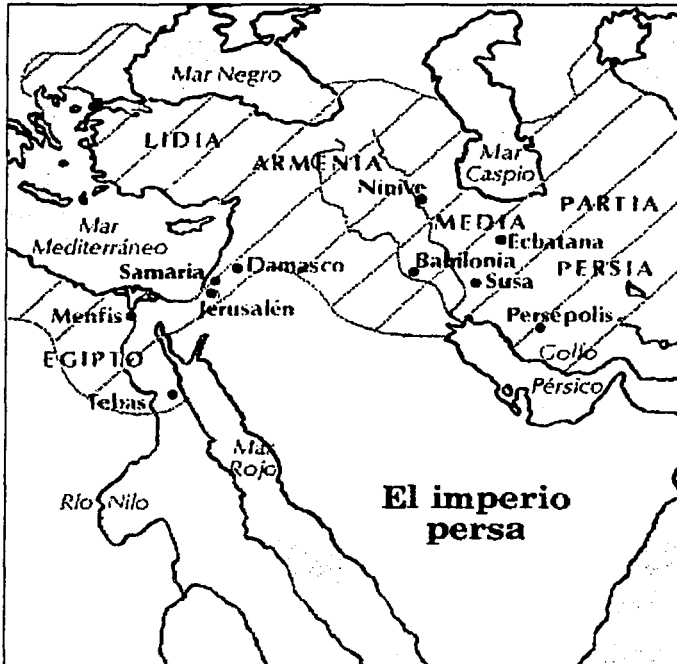 Mar Negro
LIDIA
ARMENIA
Mar
Caspio
Nínive
PARTIA
Mar
Mediterráneo
MEDIA
Ecbatana
Samaria
Damasco
Babilonia
PERSIA
Susa
Jerusalén
Menfis
Persépolis
Golfo
Pérsico
EGIPTO
Tebas
Mar
Rojo
Río Nilo
El imperio
persa